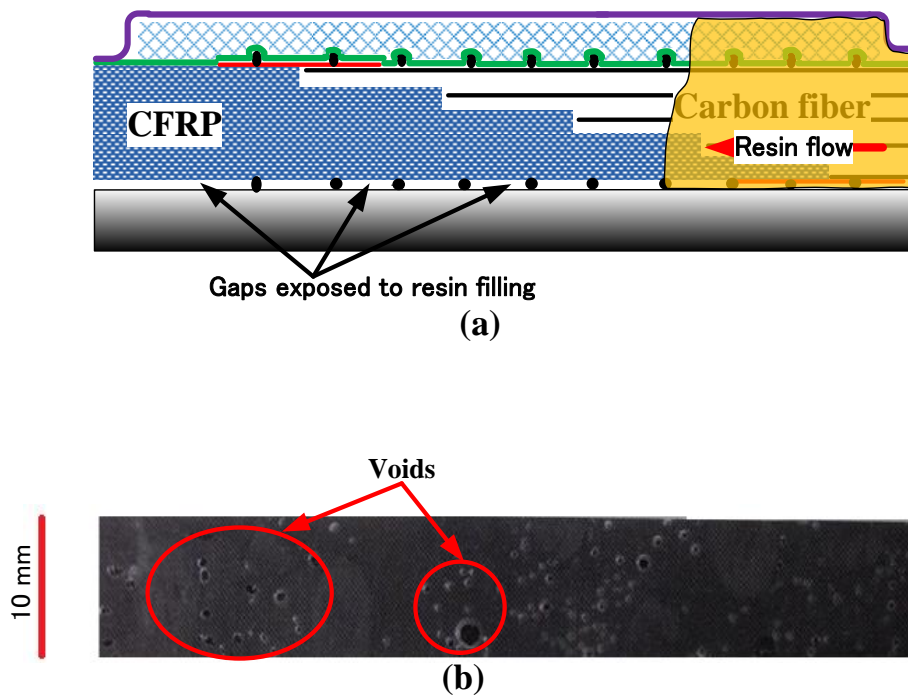 CFRP
Carbon fiber
Resin flow
Gaps exposed to resin filling
(a)
Voids
10 mm
(b)